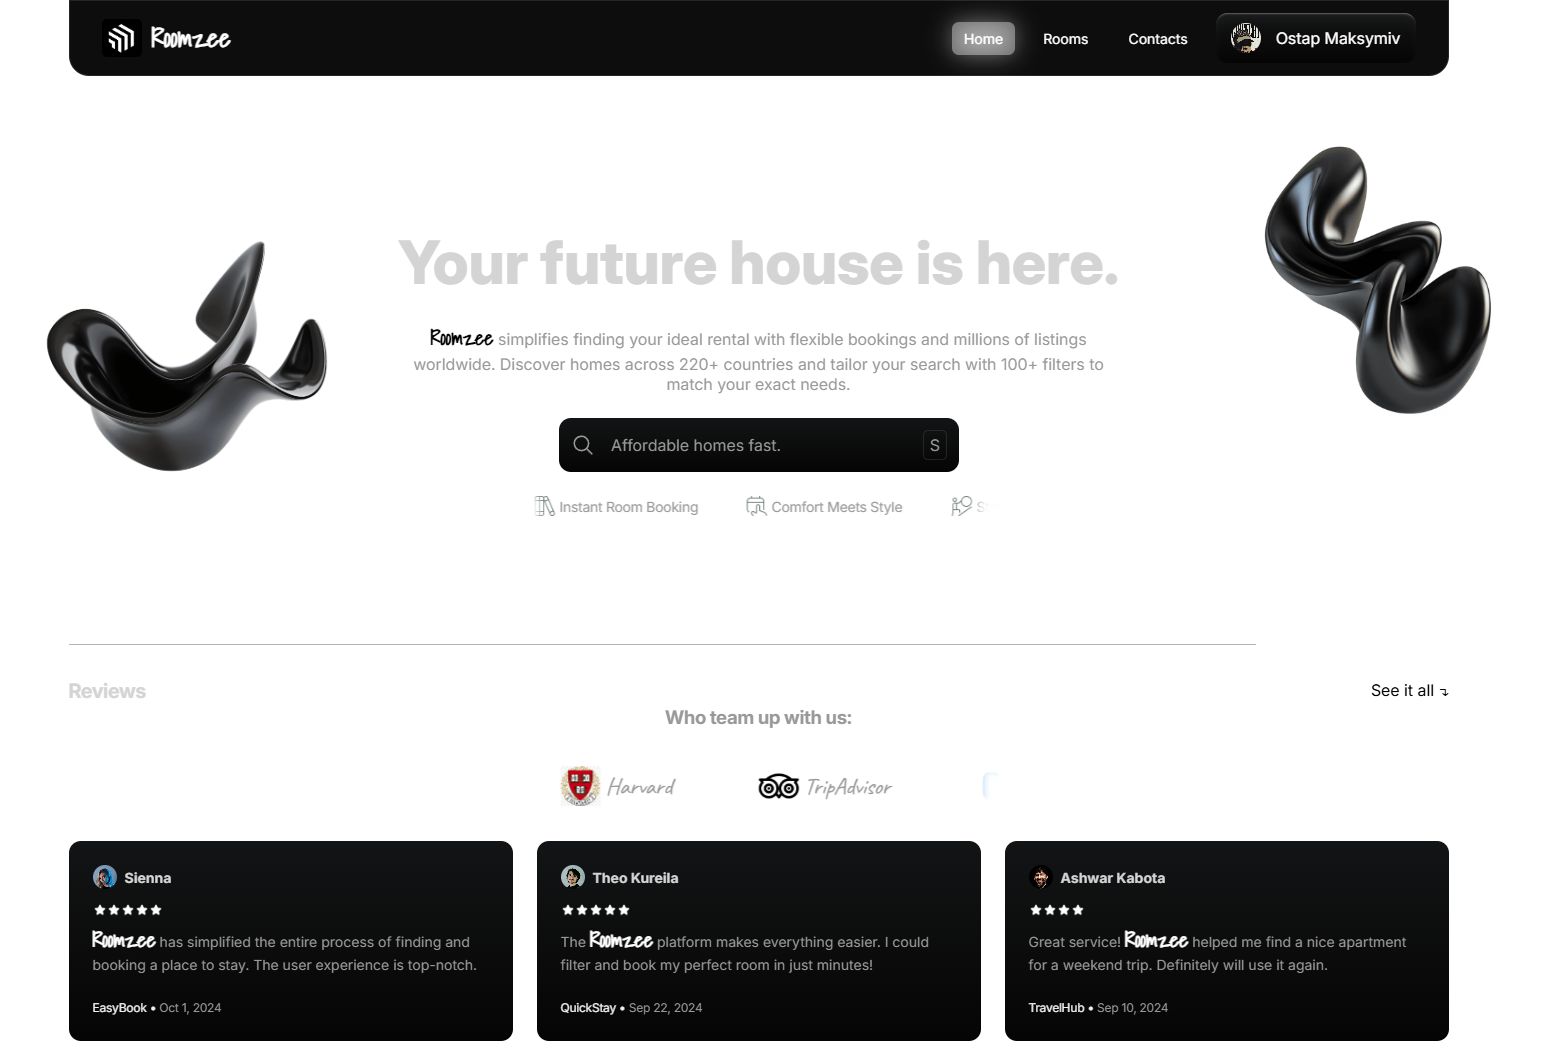 Roomzee
Home Rooms Contacts Ostap Maksymiv
Your future house is here.
Roomzee simplifies finding your ideal rental with flexible bookings and millions of listings
worldwide. Discover homes across 220+ countries and tailor your search with 100+ filters to
match your exact needs.
Affordable homes fast. S
Instant Room Booking Comfort Meets Style
Reviews See it all
Who team up with us:
Harvard TripAdvisor
Sienna
Roomzee has simplified the entire process of finding and
booking a place to stay. The user experience is top-notch.
EasyBook • Oct 1, 2024
Theo Kureila
The Roomzee platform makes everything easier. I could
filter and book my perfect room in just minutes!
QuickStay • Sep 22, 2024
Ashwar Kabota
Great service! Roomzee helped me find a nice apartment
for a weekend trip. Definitely will use it again.
TravelHub • Sep 10, 2024